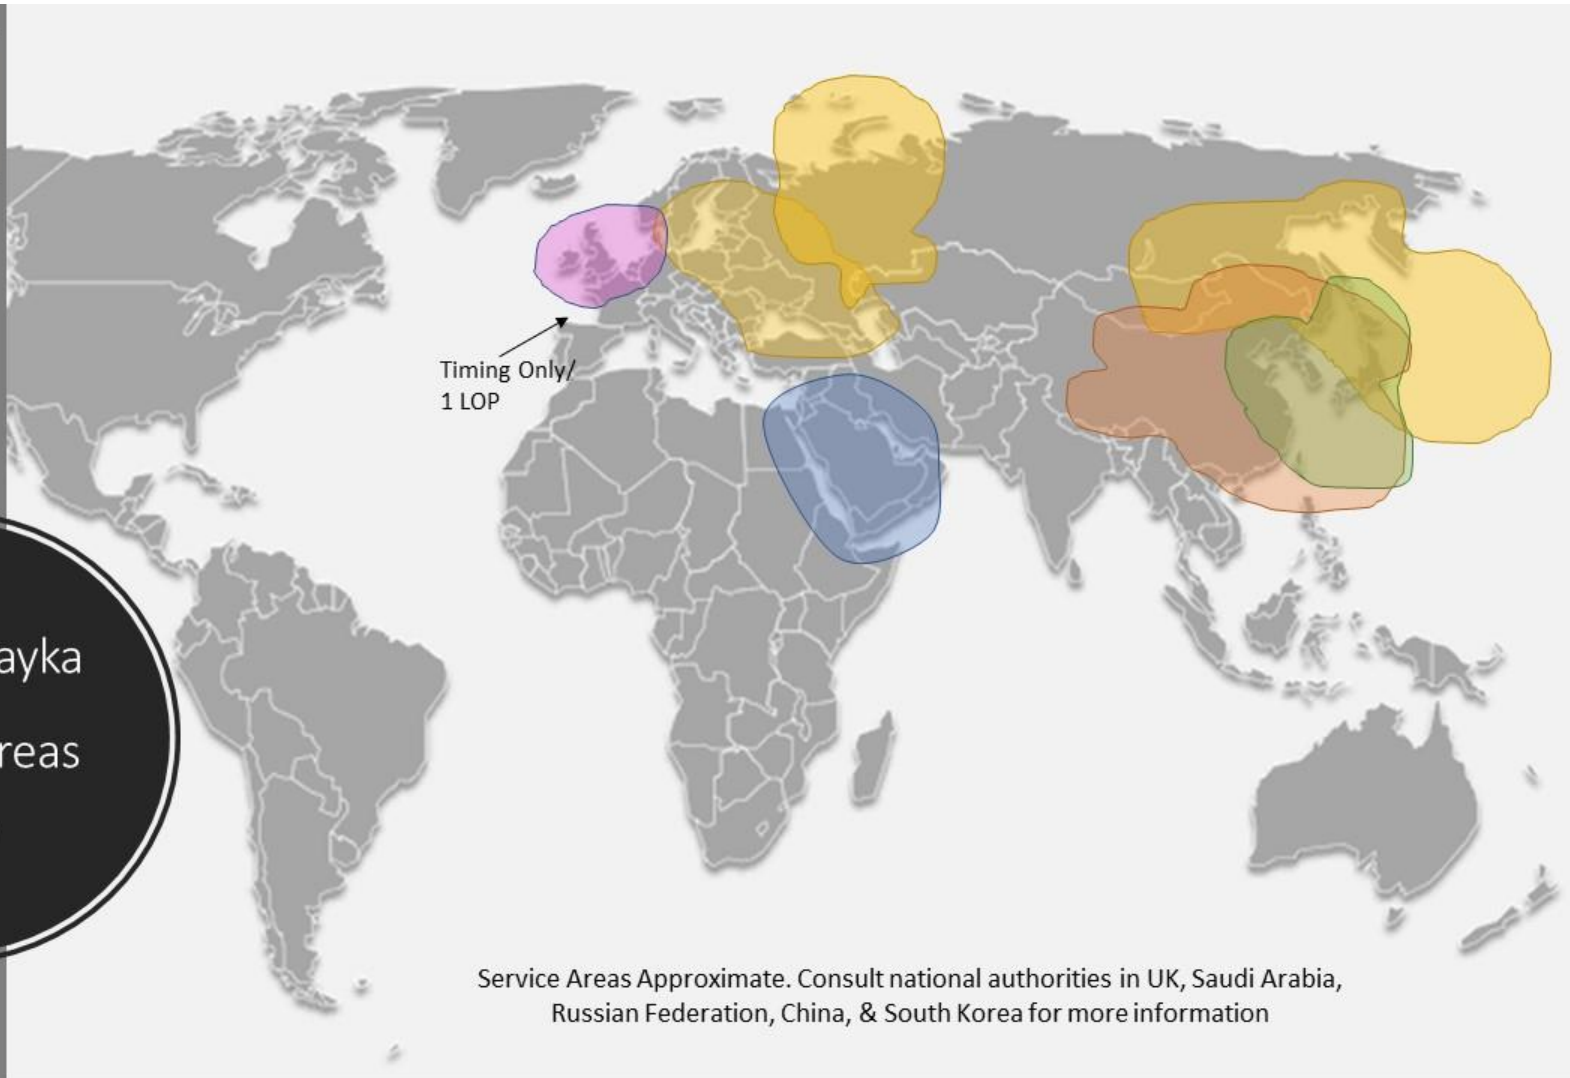 Timing Only/
1 LOP
ayka
reas
Service Areas Approximate. Consult national authorities in UK, Saudi Arabia,
Russian Federation, China, & South Korea for more information